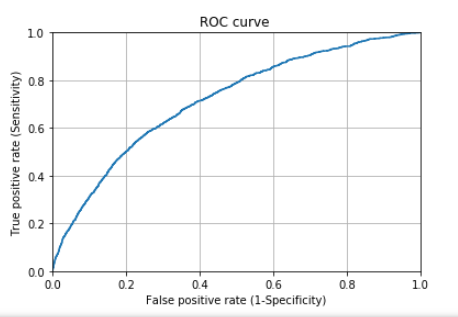 ROC curve
1.0
0.8
0.6
0.4
0.2
0.0
True positive rate (Sensitivity)
0.0 0.2 0.4 0.6 0.8 1.0
False positive rate (1-Specificity)